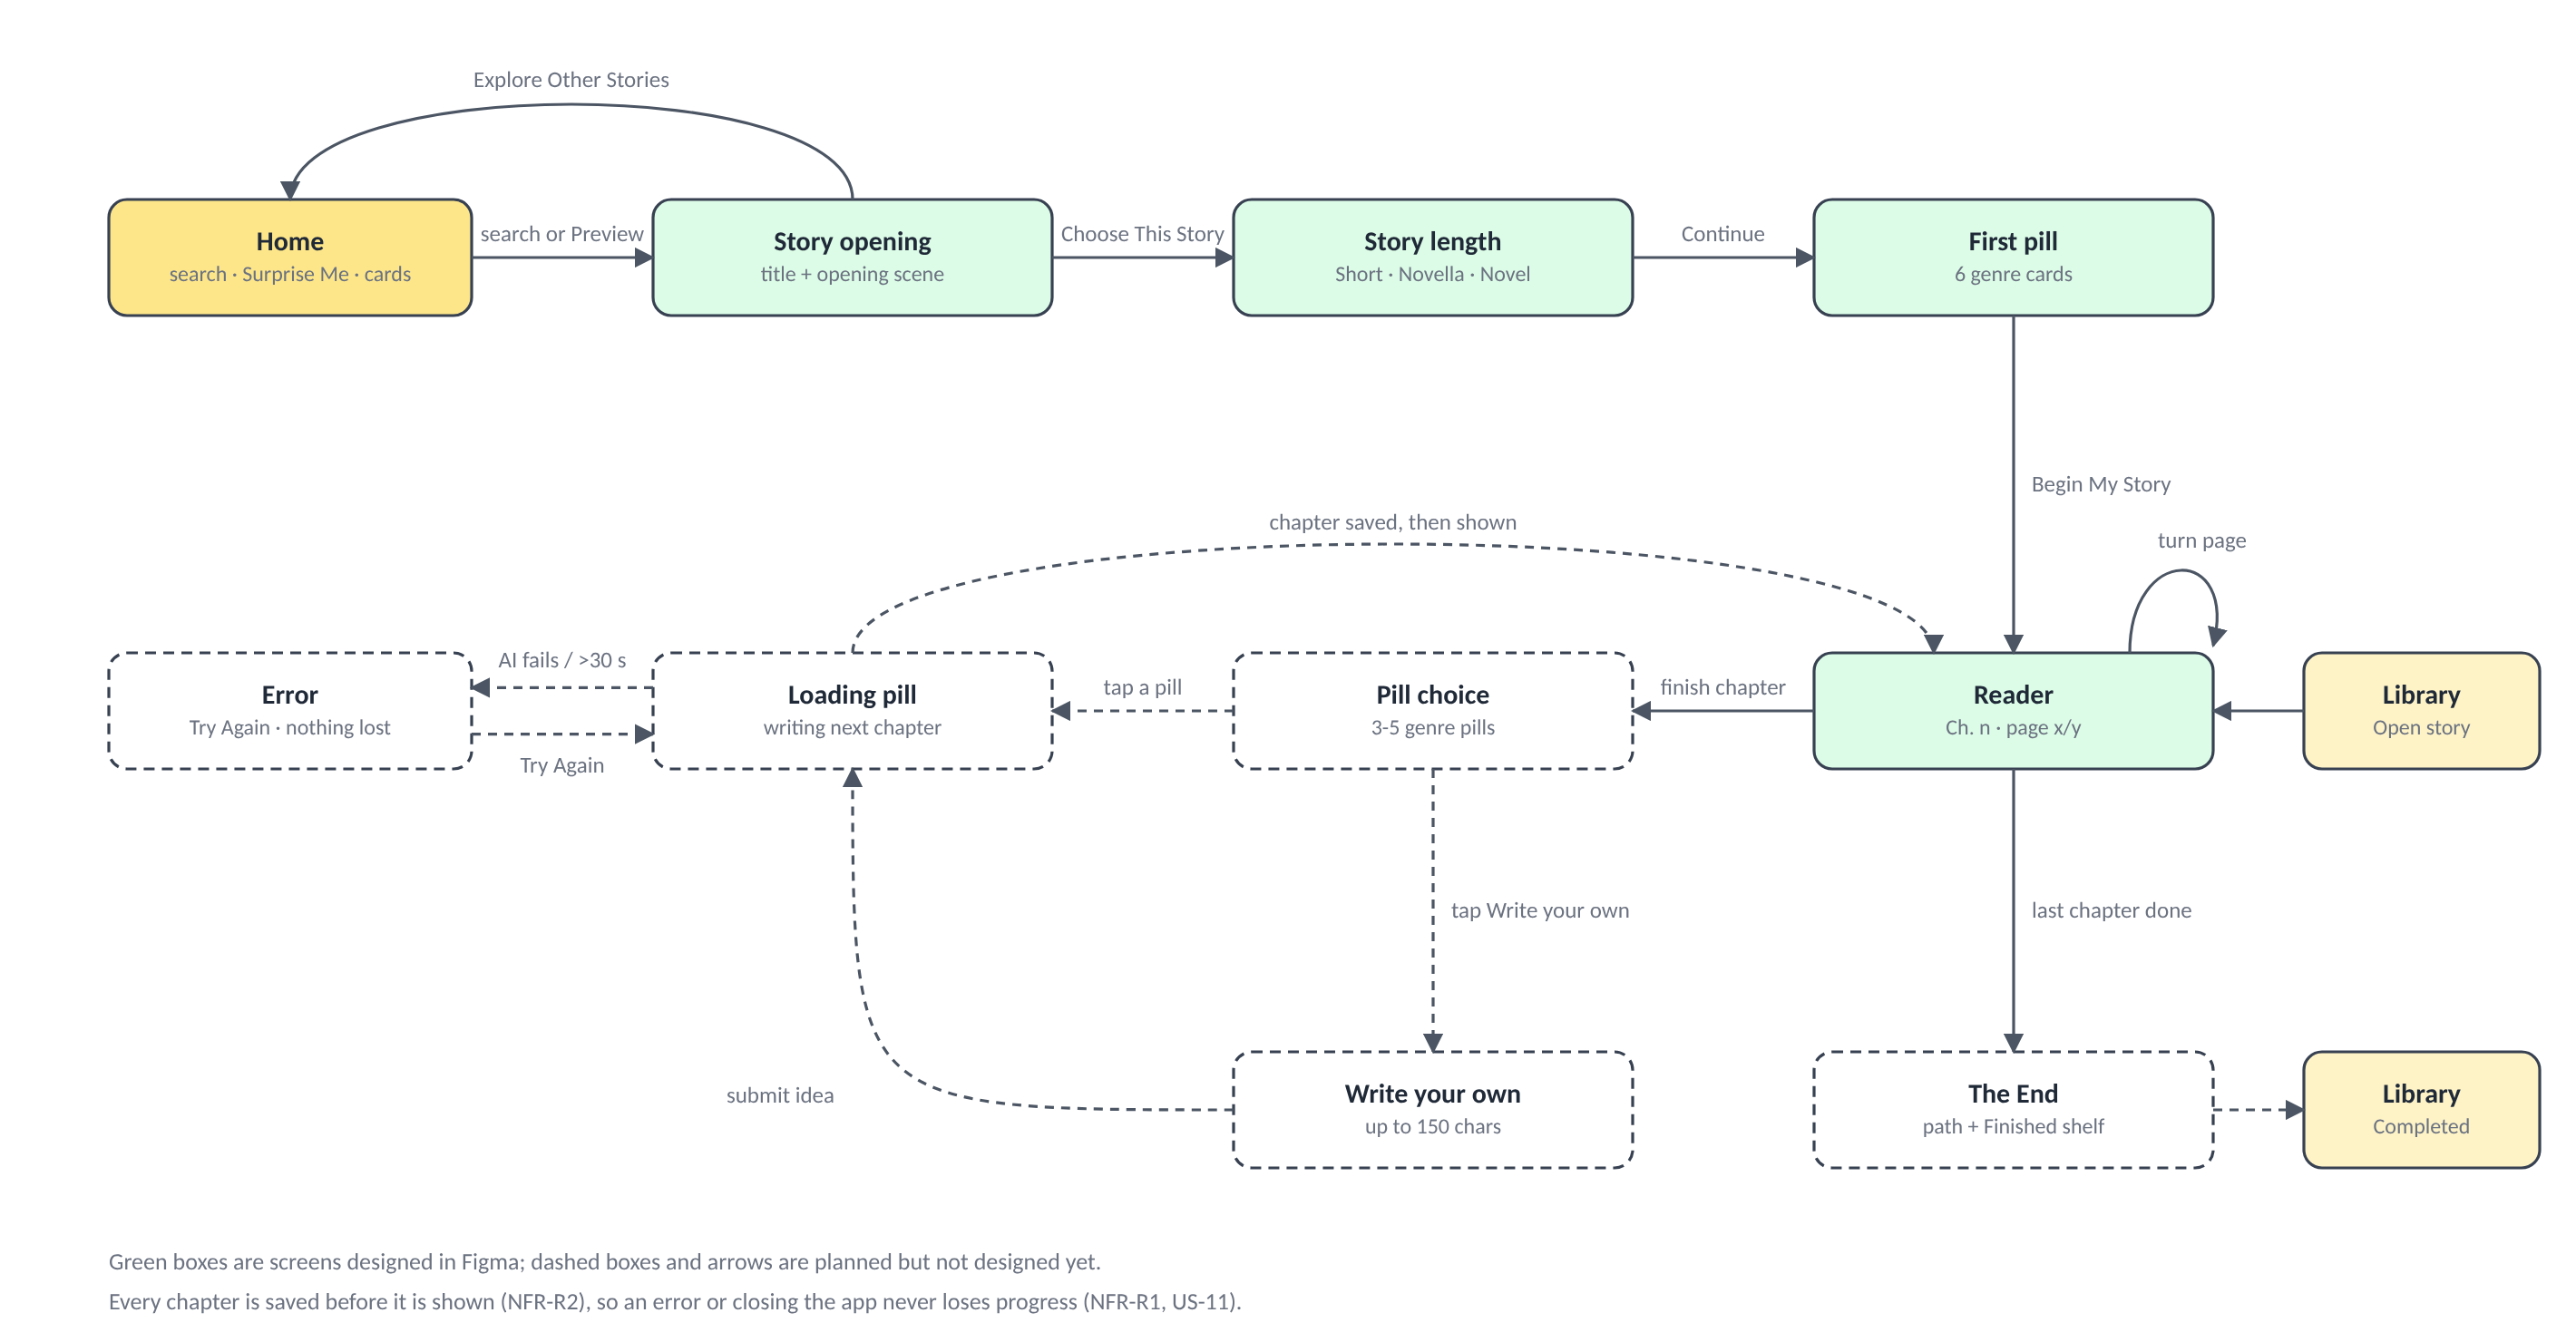 Explore Other Stories
Home
search · Surprise Me · cards
search or Preview
Story opening
title + opening scene
Choose This Story
Story length
Short · Novella · Novel
Continue
First pill
6 genre cards
Begin My Story
chapter saved, then shown
turn page
Error
Try Again · nothing lost
AI fails / >30 s
Try Again
Loading pill
writing next chapter
tap a pill
Pill choice
3-5 genre pills
finish chapter
Reader
Ch. n · page x/y
Library
Open story
tap Write your own
last chapter done
submit idea
Write your own
up to 150 chars
The End
path + Finished shelf
Library
Completed
Green boxes are screens designed in Figma; dashed boxes and arrows are planned but not designed yet.
Every chapter is saved before it is shown (NFR-R2), so an error or closing the app never loses progress (NFR-R1, US-11).